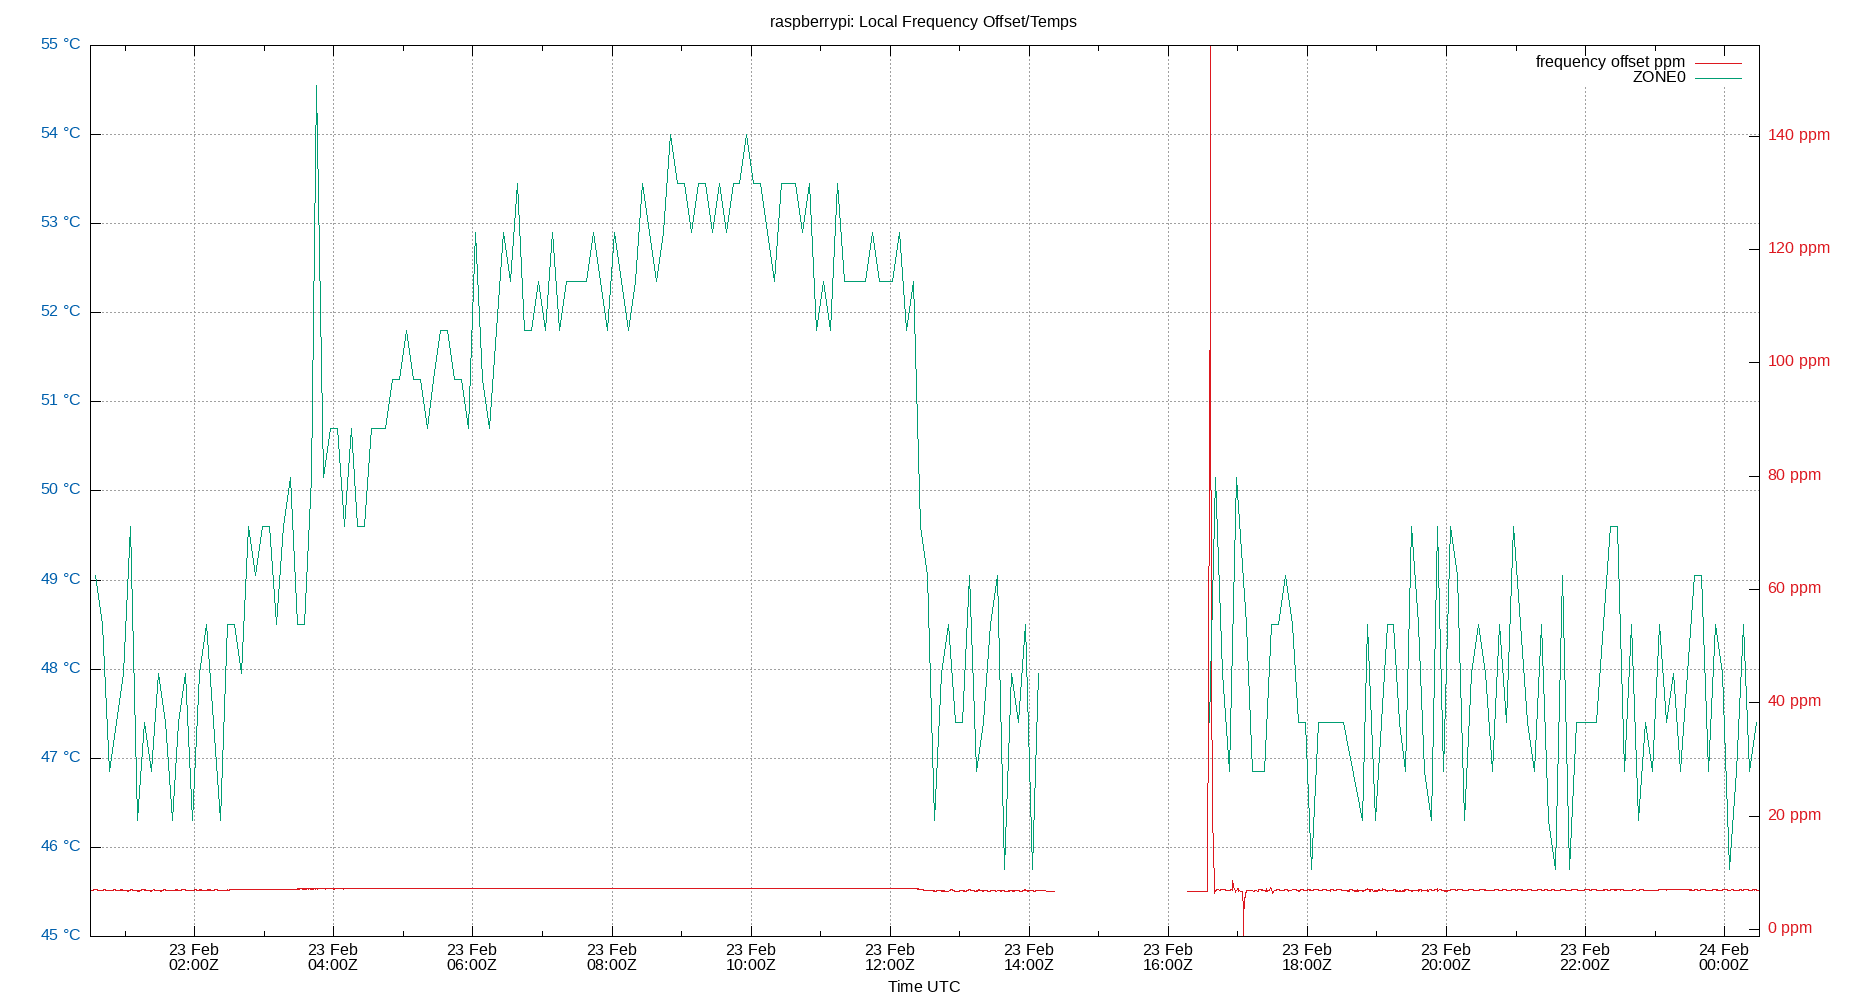 raspberrypi: Local Frequency Offset/Temps
55 °C
54 °C
53 °C
52 °C
51 °C
50 °C
49 °C
48 °C
47 °C
46 °C
45 °C
frequency offset ppm
ZONE0
140 ppm
120 ppm
100 ppm
80 ppm
60 ppm
40 ppm
20 ppm
0 ppm
23 Feb
02:00Z
23 Feb
04:00Z
23 Feb
06:00Z
23 Feb
08:00Z
23 Feb
10:00Z
23 Feb
12:00Z
23 Feb
14:00Z
23 Feb
16:00Z
23 Feb
18:00Z
23 Feb
20:00Z
23 Feb
22:00Z
24 Feb
00:00Z
Time UTC